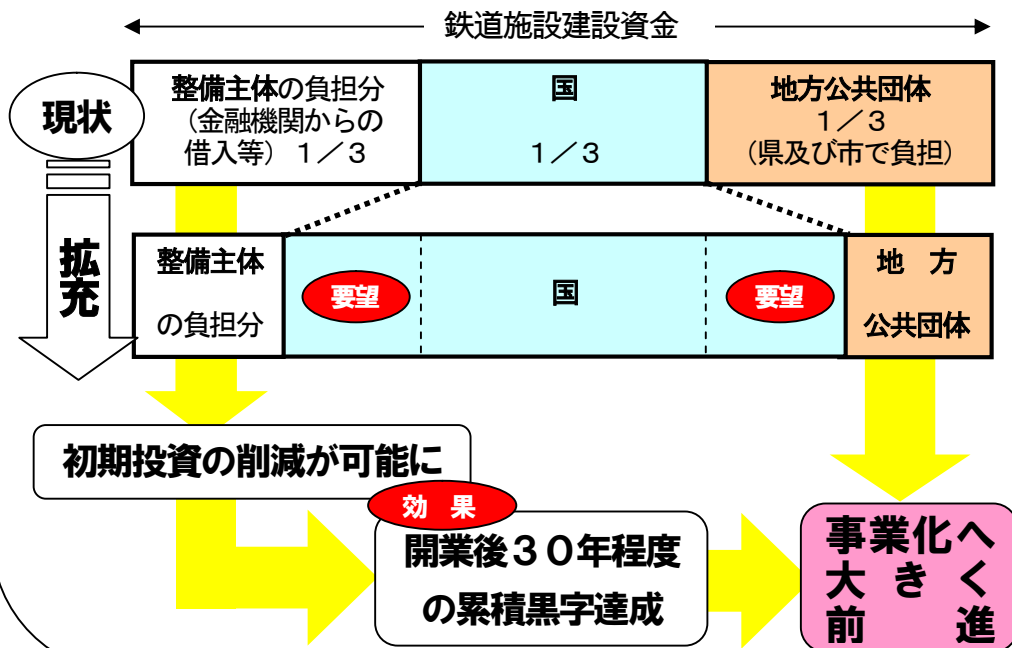 鉄道施設建設資金
現状
整備主体の負担分
(金融機関からの
借入等) 1/3
国
1/3
地方公共団体
1/3
(県及び市で負担)
拡充
整備主体
の負担分
要望
国
要望
地 方
公共団体
初期投資の削減が可能に
効 果
開業後30年程度
の累積黒字達成
事業化へ
大きく
前 進